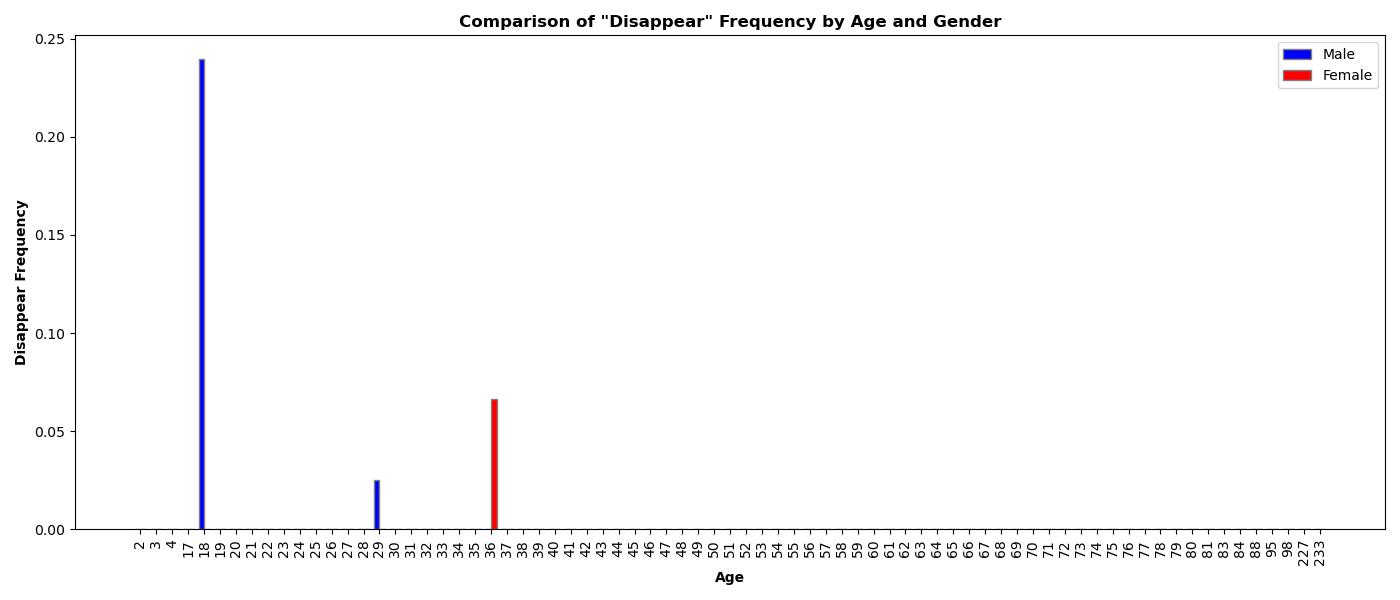 Comparison of "Disappear" Frequency by Age and Gender
Male
Female
Disappear Frequency
0.25
0.20
0.15
0.10
0.05
0.00
2 3 4 17 18 19 20 21 22 23 24 25 26 27 28 29 30 31 32 33 34 35 36 37 38 39 40 41 42 43 44 45 46 47 48 49 50 51 52 53 54 55 56 57 58 59 60 61 62 63 64 65 66 67 68 69 70 71 72 73 74 75 76 77 78 79 80 81 83 84 88 95 98 227 233
Age